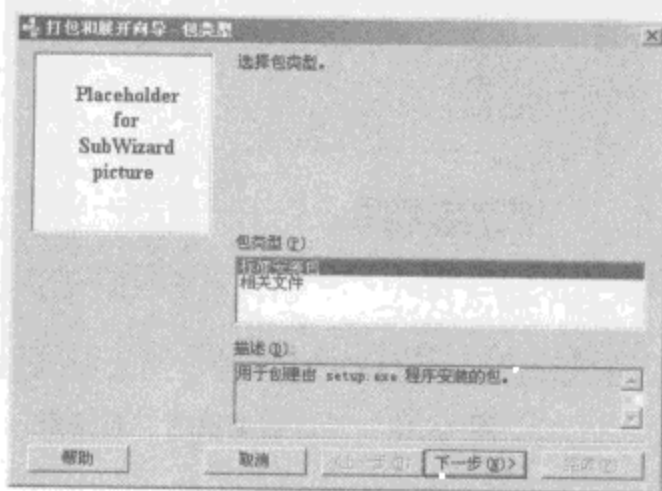 打包和展开向导 - 包类型
选择包类型。
Placeholder
for
SubWizard
picture
包类型(P):
相关文件
描述(D):
用于创建由 setup.exe 程序安装的包。
帮助
取消
下一步(N)>